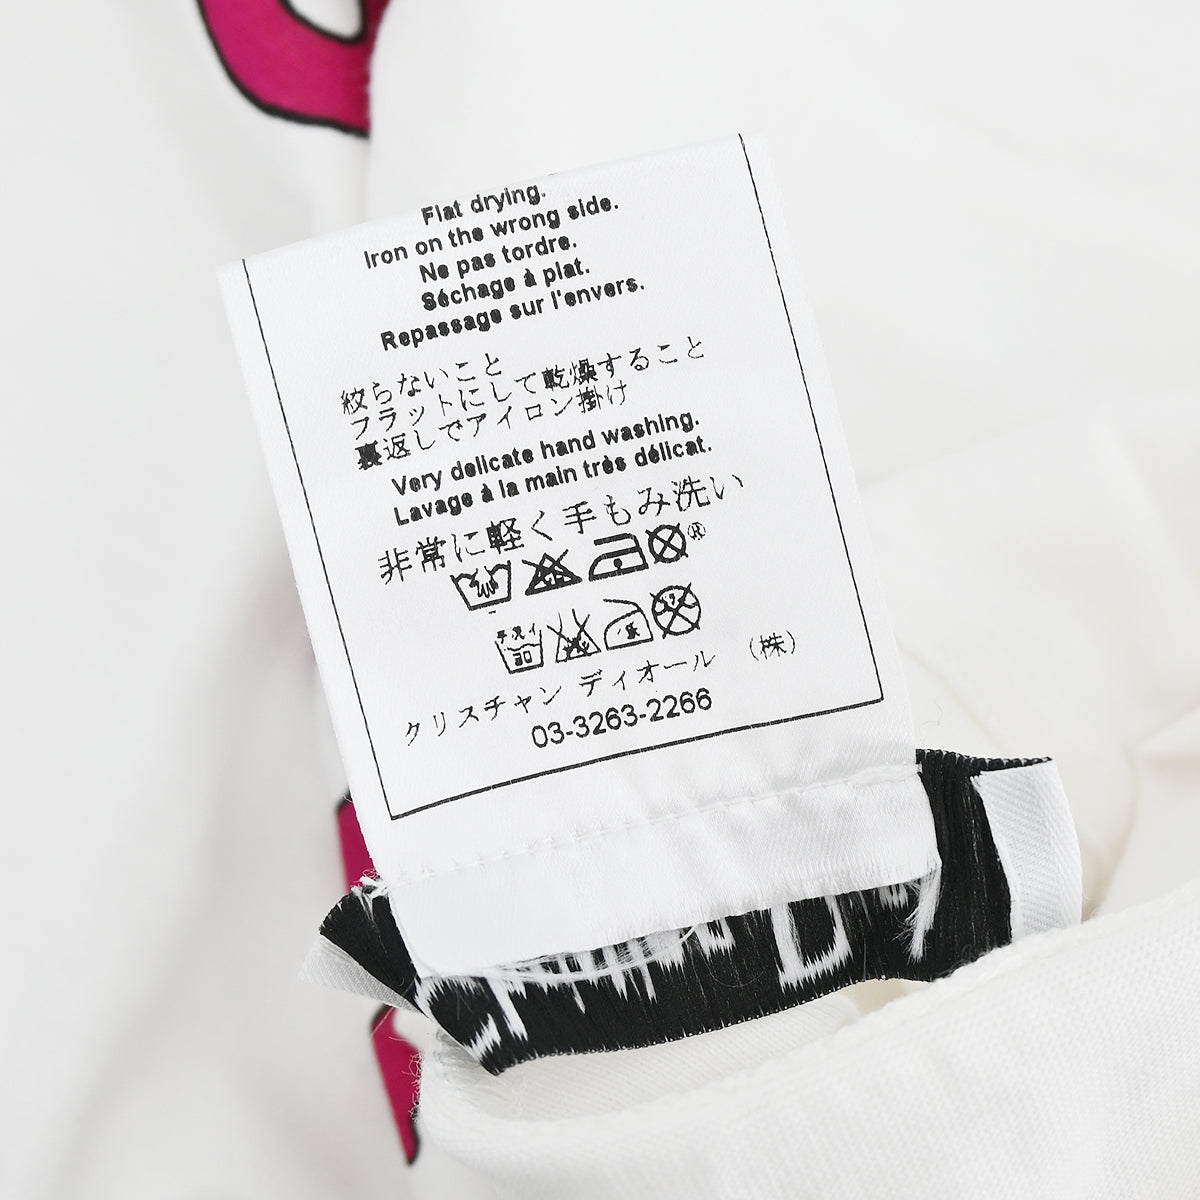 Flat drying.
Iron on the wrong side.
Ne pas tordre.
Séchage à plat.
Repassage sur l'envers.
絞らないこと
フラットにして乾燥すること
裏返しでアイロン掛け
Very delicate hand washing.
Lavage à la main très délicat.
非常に軽く手もみ洗い
®
手洗イ
30
クリスチャン ディオール （株）
03-3263-2266